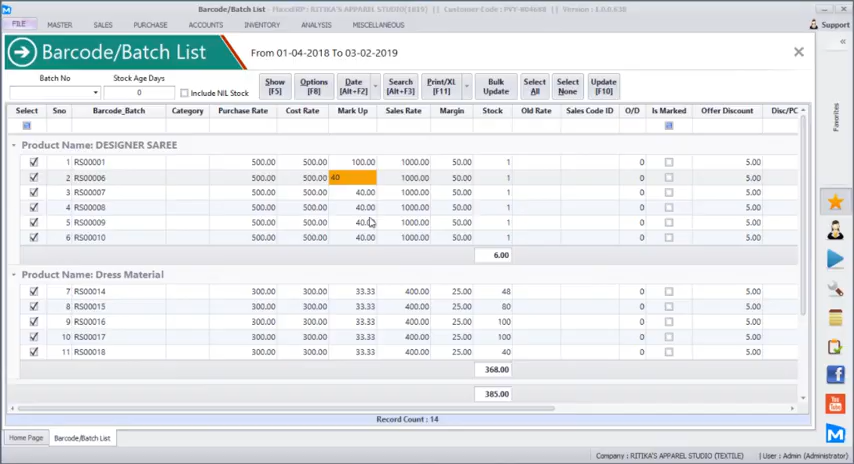 Barcode/Batch List - FloccaERP :: RITIKA'S APPAREL STUDIO(1819) || Customer Code : PVY-N04698 || Version : 1.0.0.638
FILE MASTER SALES PURCHASE ACCOUNTS INVENTORY ANALYSIS MISCELLANEOUS Support
Barcode/Batch List From 01-04-2018 To 03-02-2019
Batch No Stock Age Days
0 Include NIL Stock
Show [F5] Options [F8] Date [Alt+F2] Search [Alt+F3] Print/XL [F11] Bulk Update Select All Select None Update [F10]
Favorites
Select Sno Barcode_Batch Category Purchase Rate Cost Rate Mark Up Sales Rate Margin Stock Old Rate Sales Code ID O/D Is Marked Offer Discount Disc/PC
Product Name: DESIGNER SAREE
1 RS00001 500.00 500.00 100.00 1000.00 50.00 1 0 5.00
2 RS00006 500.00 500.00 40 1000.00 50.00 1 0 5.00
3 RS00007 500.00 500.00 40.00 1000.00 50.00 1 0 5.00
4 RS00008 500.00 500.00 40.00 1000.00 50.00 1 0 5.00
5 RS00009 500.00 500.00 40.00 1000.00 50.00 1 0 5.00
6 RS00010 500.00 500.00 40.00 1000.00 50.00 1 0 5.00
6.00
Product Name: Dress Material
7 RS00014 300.00 300.00 33.33 400.00 25.00 48 0 5.00
8 RS00015 300.00 300.00 33.33 400.00 25.00 80 0 5.00
9 RS00016 300.00 300.00 33.33 400.00 25.00 100 0 5.00
10 RS00017 300.00 300.00 33.33 400.00 25.00 100 0 5.00
11 RS00018 300.00 300.00 33.33 400.00 25.00 40 0 5.00
368.00
385.00
Record Count : 14
Home Page Barcode/Batch List
Company : RITIKA'S APPAREL STUDIO (TEXTILE) | User : Admin (Administrator)